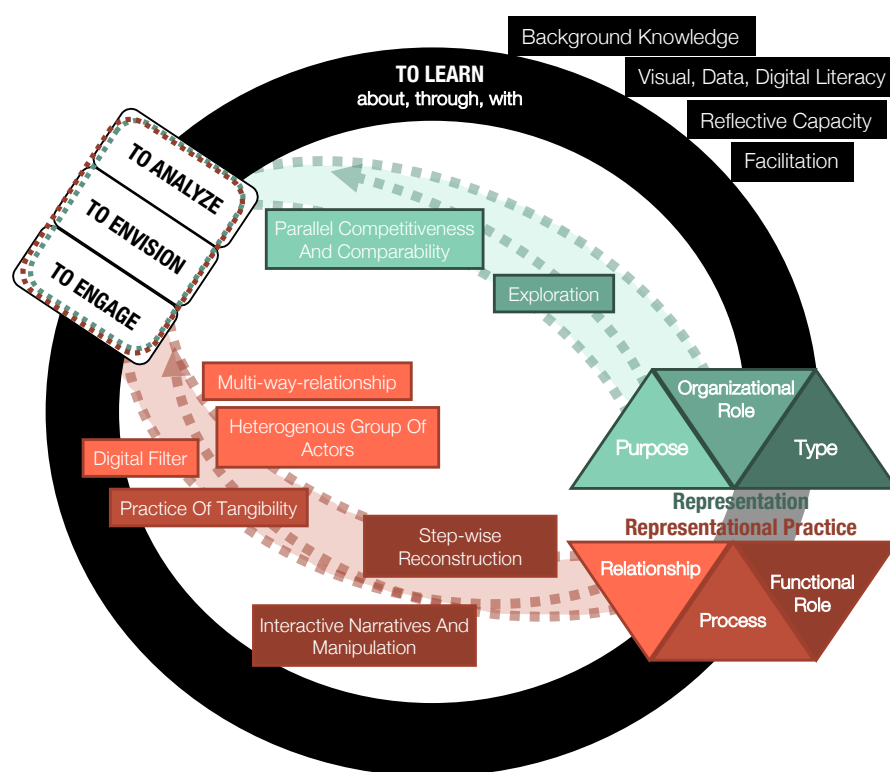 Background Knowledge
TO LEARN
about, through, with
Visual, Data, Digital Literacy
Reflective Capacity
Facilitation
TO ANALYZE
TO ENVISION
TO ENGAGE
Parallel Competitiveness
And Comparability
Exploration
Multi-way-relationship
Heterogenous Group Of
Actors
Digital Filter
Practice Of Tangibility
Step-wise
Reconstruction
Interactive Narratives And
Manipulation
Organizational
Role
Purpose
Type
Representation
Representational Practice
Relationship
Process
Functional
Role